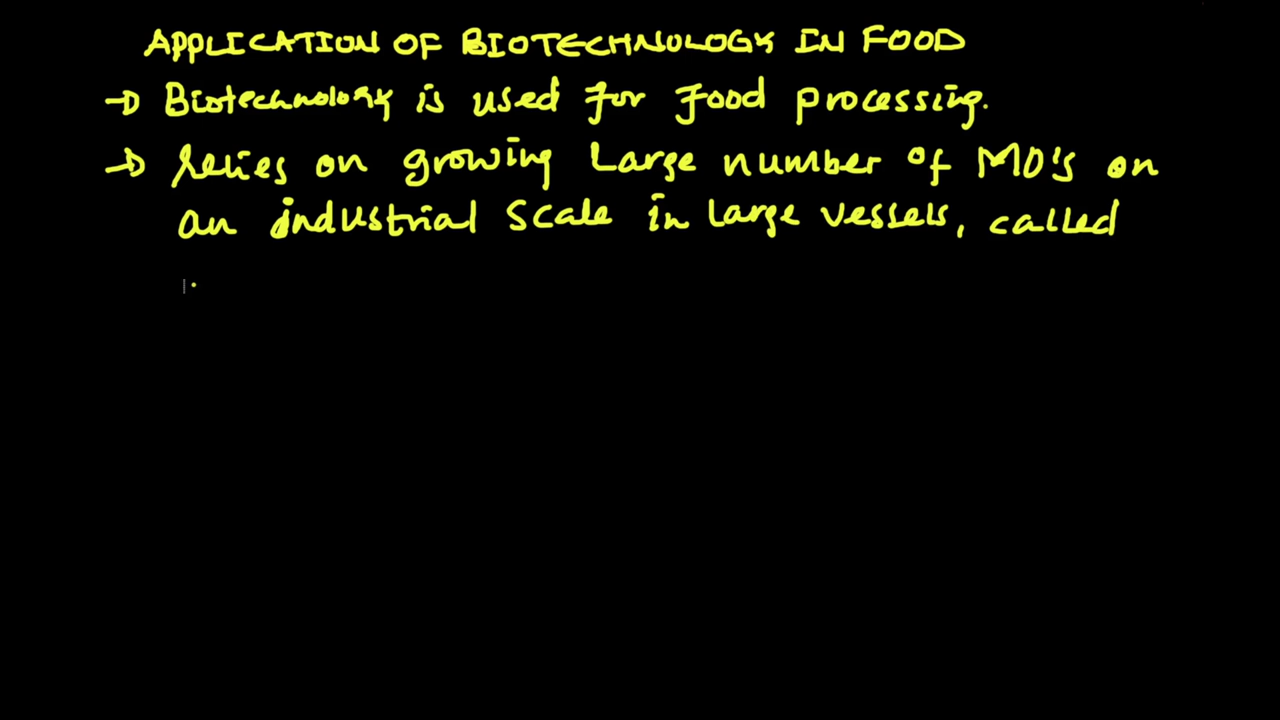 APPLICATION OF BIOTECHNOLOGY IN FOOD
→ Biotechnology is used for food processing.
→ relies on growing large number of MO's on
an industrial scale in large vessels, called